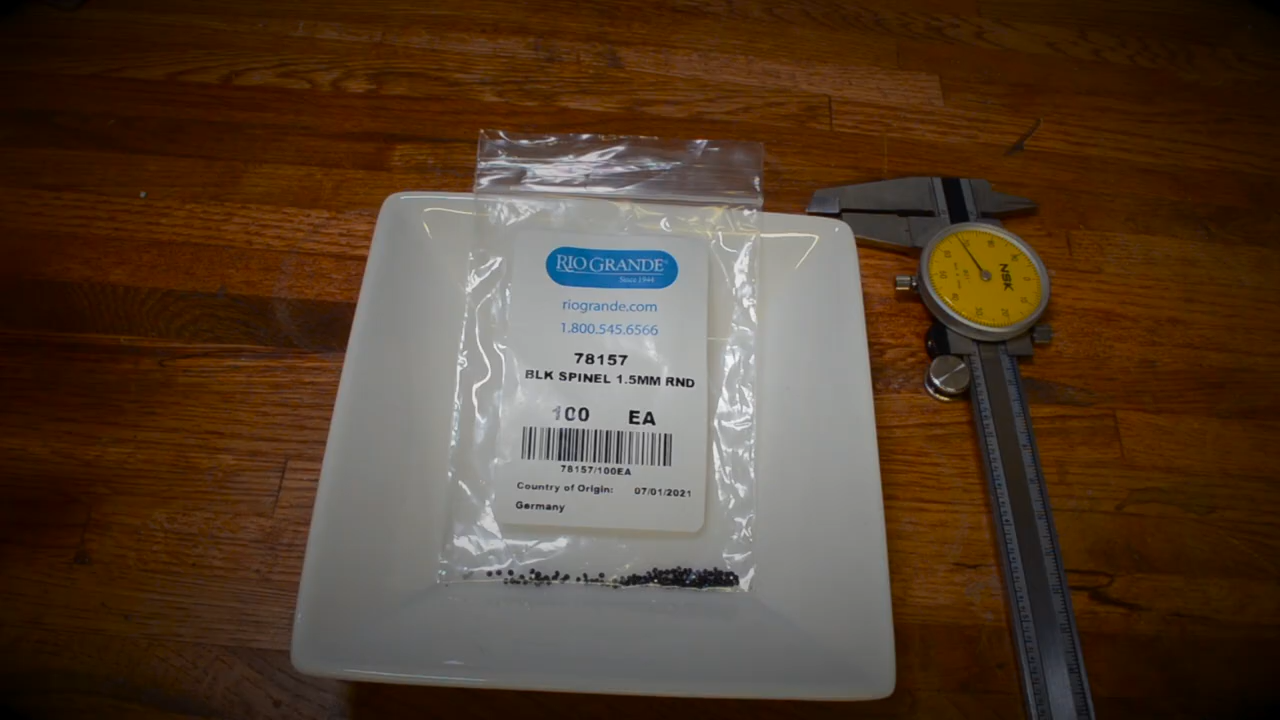 RIO GRANDE
Since 1944
riogrande.com
1.800.545.6566
78157
BLK SPINEL 1.5MM RND
100 EA
78157/100EA
Country of Origin: 07/01/2021
Germany
NSK